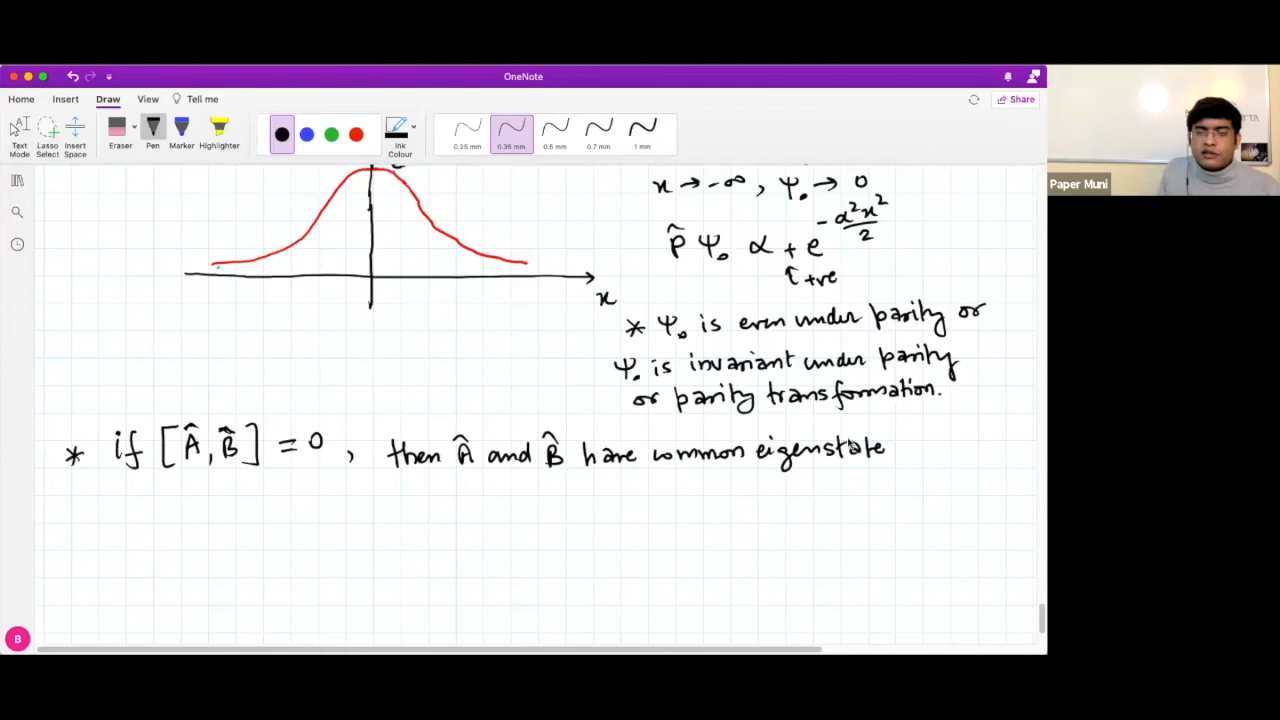 OneNote
Home Insert Draw View Tell me
Share
Text Mode
Lasso Select
Insert Space
Eraser
Pen
Marker
Highlighter
Ink Colour
0.25 mm 0.35 mm 0.5 mm 0.7 mm 1 mm
Paper Muni
x → -∞, Ψ₀ → 0
P̂ Ψ₀ α + e^(-α²x²/2)
↑ +ve
x
* Ψ₀ is even under parity or
Ψ₀ is invariant under parity
or parity transformation.
* if [Â, B̂] = 0, then Â and B̂ have common eigenstate
B